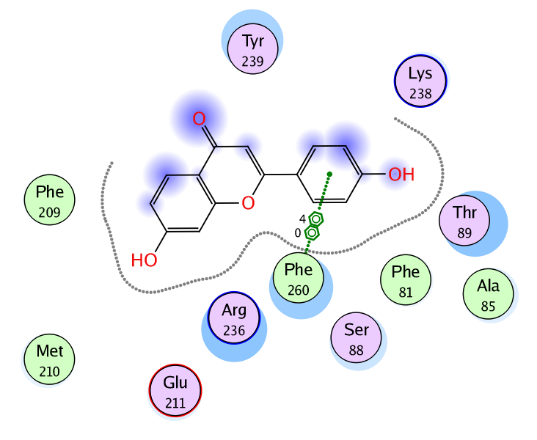 Tyr
239
Lys
238
O
OH
Phe
209
O
Thr
89
4
0
HO
Phe
260
Phe
81
Ala
85
Arg
236
Ser
88
Met
210
Glu
211